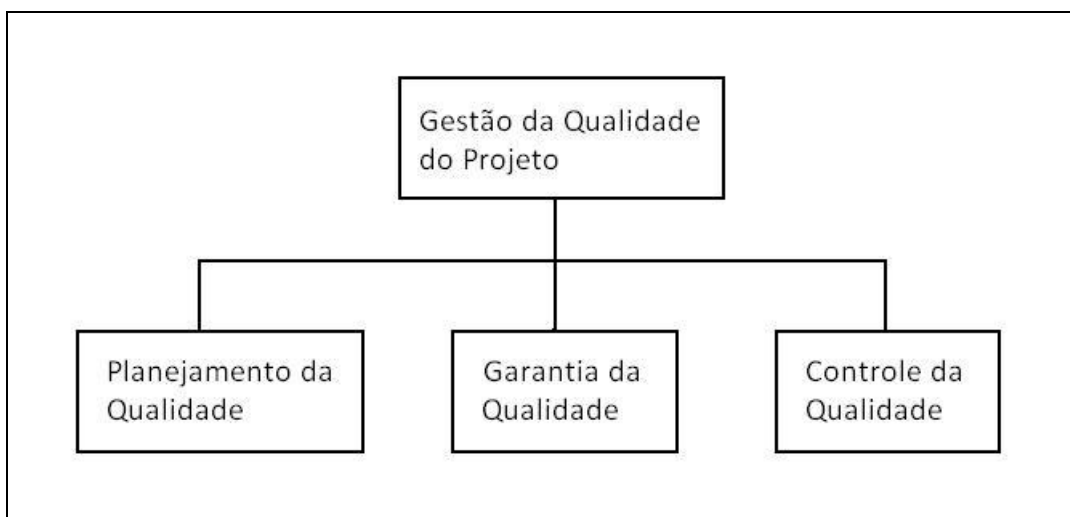 Gestão da Qualidade
do Projeto
Planejamento da
Qualidade
Garantia da
Qualidade
Controle da
Qualidade